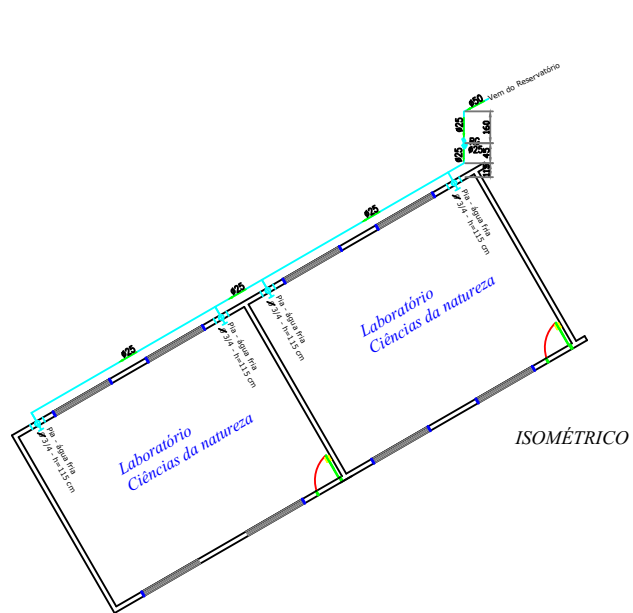 Vem do Reservatório
ø50
ø25
160
ø25
ø25
45
115
Pia - água fria
ø 3/4 - h=115 cm
ø25
Pia - água fria
ø 3/4 - h=115 cm
ø25
Laboratório
Ciências da natureza
Pia - água fria
ø 3/4 - h=115 cm
ø25
Laboratório
Ciências da natureza
Pia - água fria
ø 3/4 - h=115 cm
ISOMÉTRICO